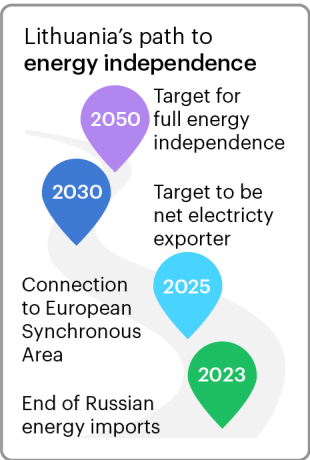 Lithuania's path to
energy independence
2050
Target for
full energy
independence
2030
Target to be
net electricty
exporter
2025
Connection
to European
Synchronous
Area
2023
End of Russian
energy imports